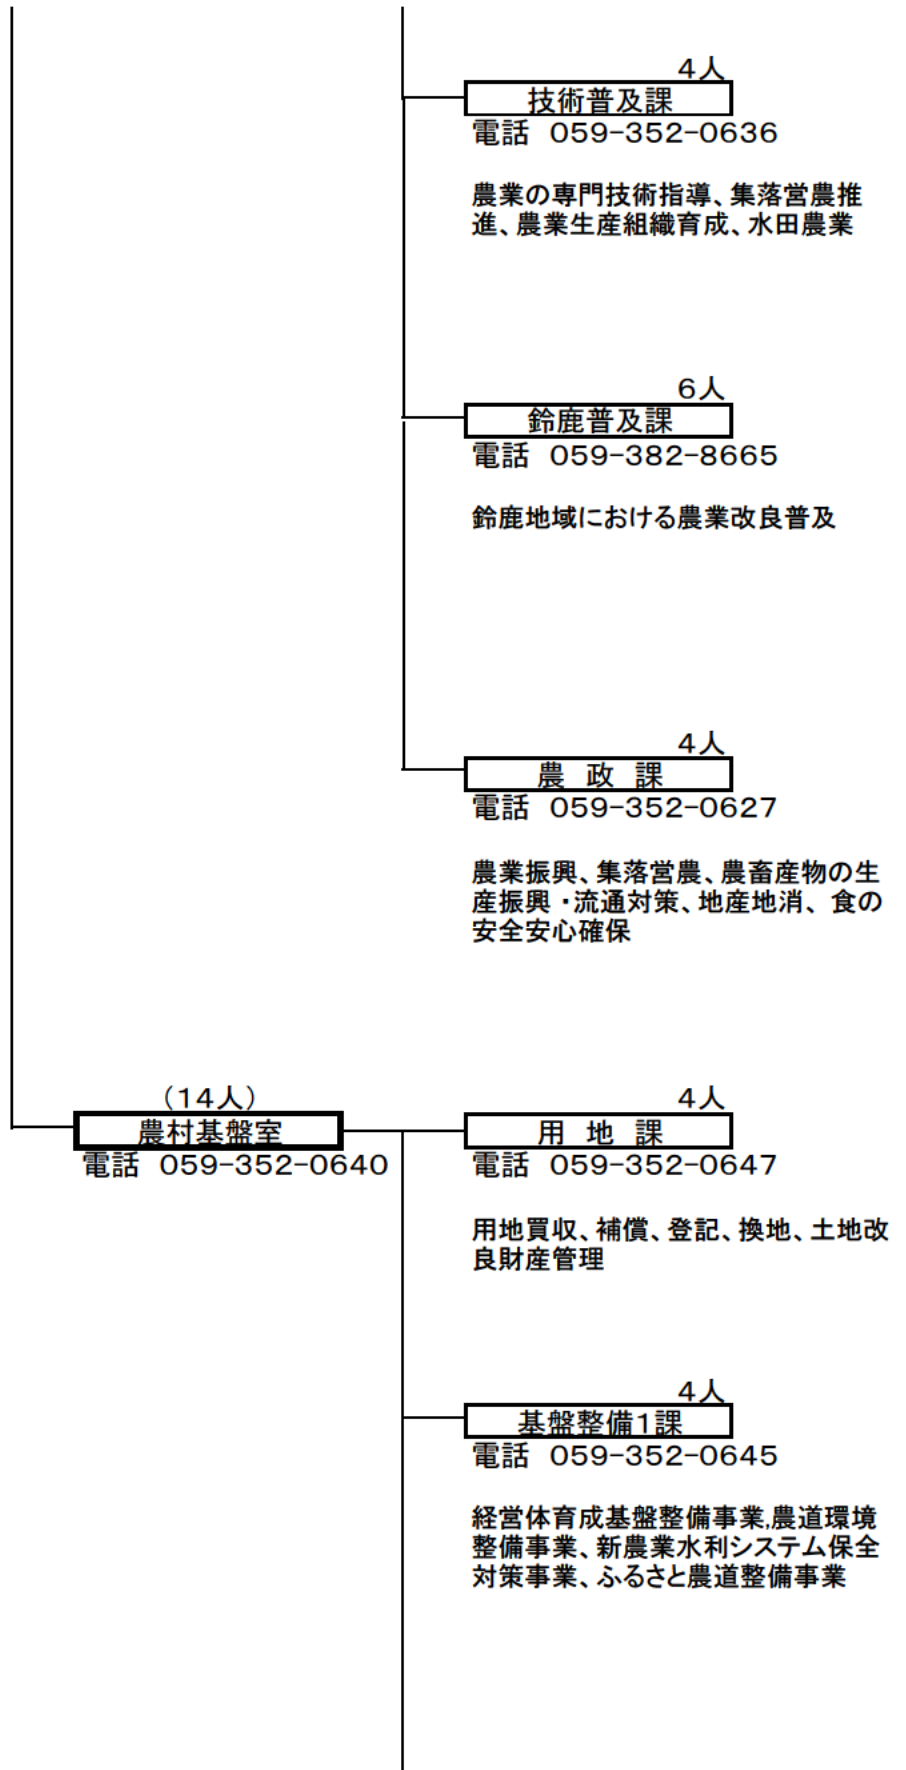 4人
技術普及課
電話 059-352-0636
農業の専門技術指導、集落営農推
進、農業生産組織育成、水田農業
6人
鈴鹿普及課
電話 059-382-8665
鈴鹿地域における農業改良普及
4人
農 政 課
電話 059-352-0627
農業振興、集落営農、農畜産物の生
産振興・流通対策、地産地消、食の
安全安心確保
(14人)
農村基盤室
電話 059-352-0640
4人
用 地 課
電話 059-352-0647
用地買収、補償、登記、換地、土地改
良財産管理
4人
基盤整備1課
電話 059-352-0645
経営体育成基盤整備事業,農道環境
整備事業、新農業水利システム保全
対策事業、ふるさと農道整備事業